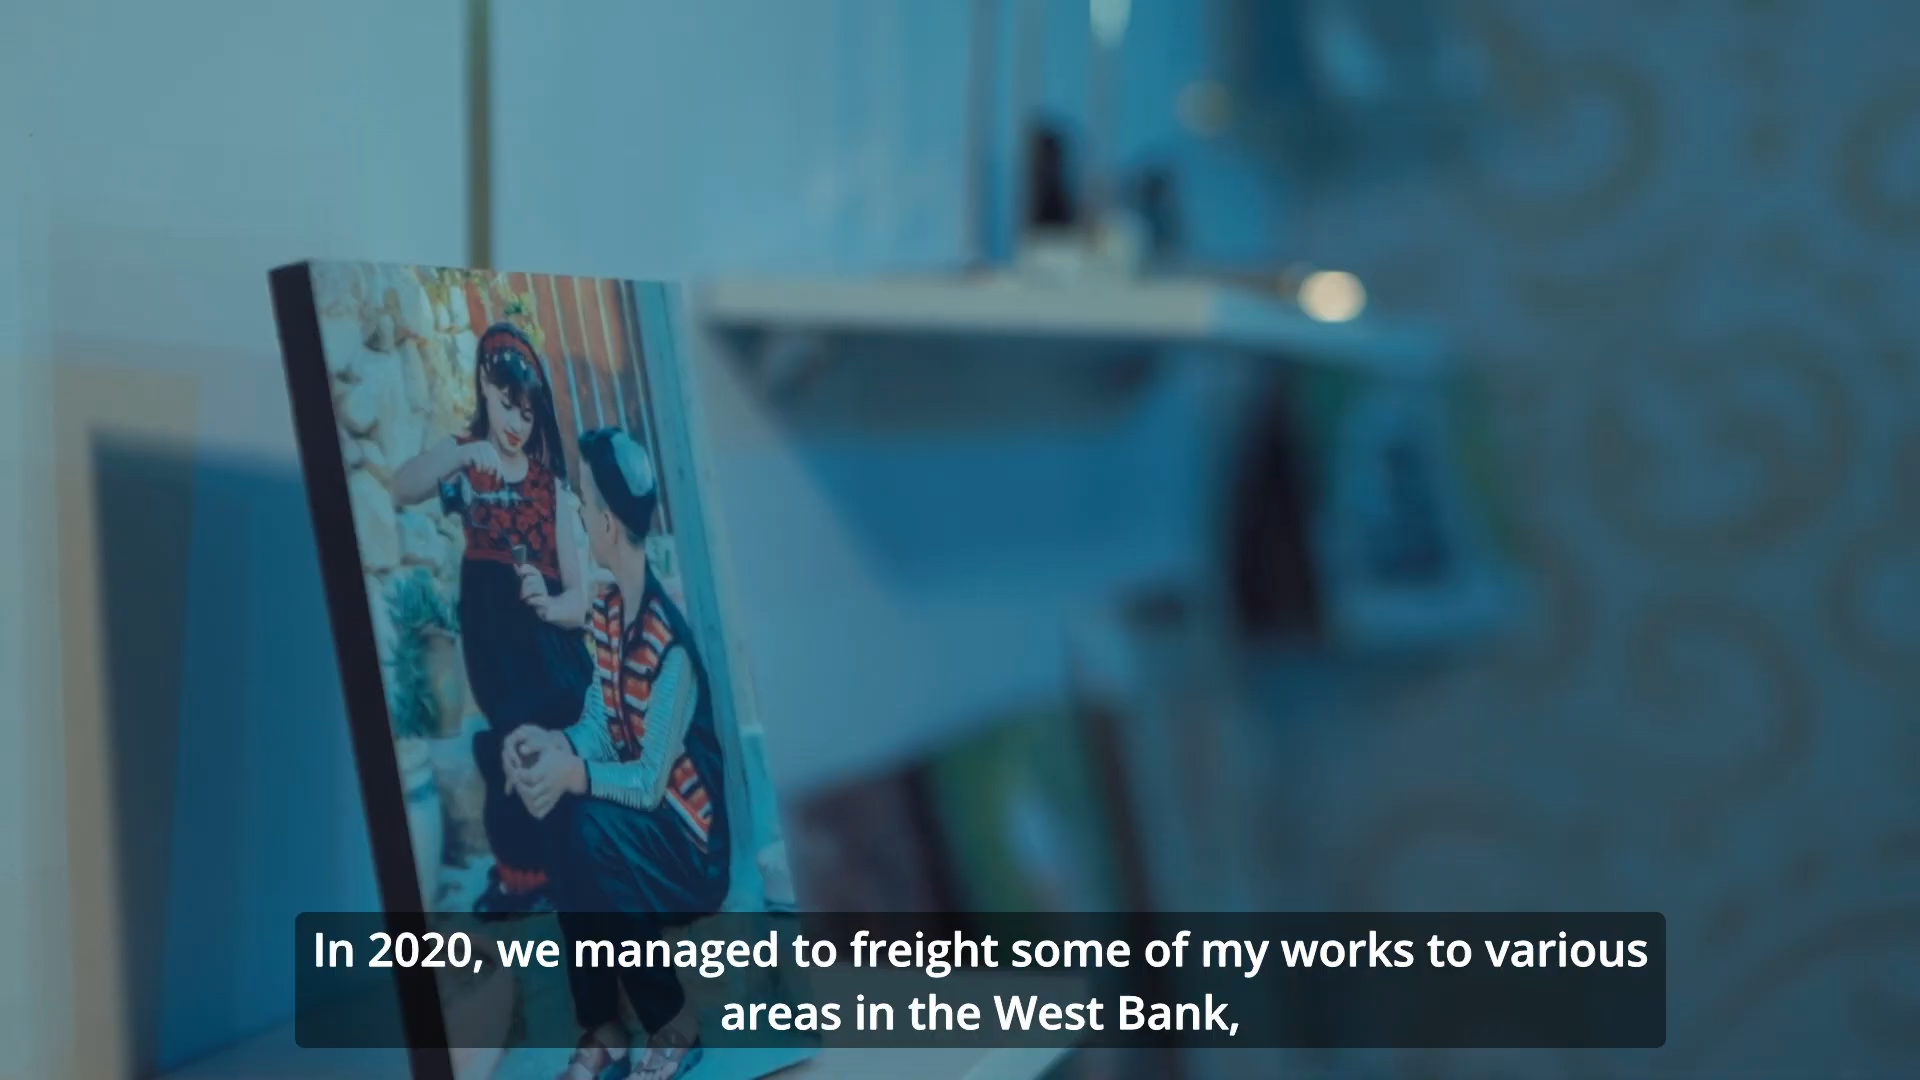 In 2020, we managed to freight some of my works to various
areas in the West Bank,